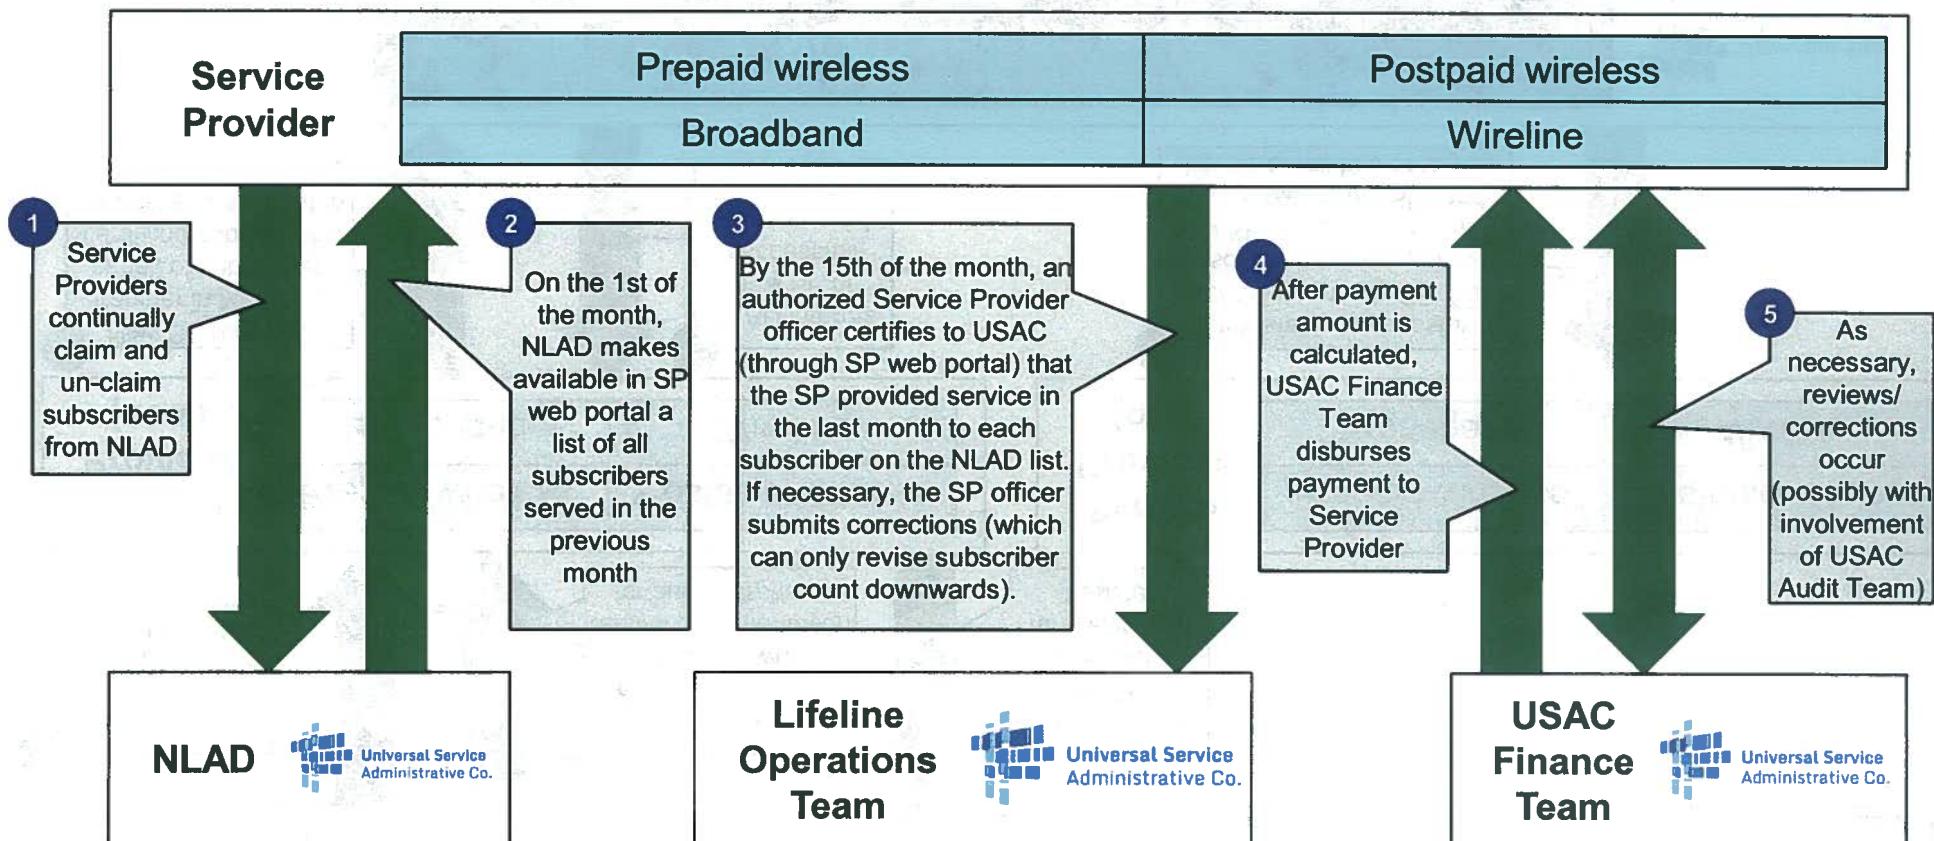 Service
Provider
Prepaid wireless
Postpaid wireless
Broadband
Wireline
1
Service
Providers
continually
claim and
un-claim
subscribers
from NLAD
2
On the 1st of
the month,
NLAD makes
available in SP
web portal a
list of all
subscribers
served in the
previous
month
3
By the 15th of the month, an
authorized Service Provider
officer certifies to USAC
(through SP web portal) that
the SP provided service in
the last month to each
subscriber on the NLAD list.
If necessary, the SP officer
submits corrections (which
can only revise subscriber
count downwards).
4
After payment
amount is
calculated,
USAC Finance
Team
disburses
payment to
Service
Provider
5
As
necessary,
reviews/
corrections
occur
(possibly with
involvement
of USAC
Audit Team)
NLAD
Universal Service
Administrative Co.
Lifeline
Operations
Team
Universal Service
Administrative Co.
USAC
Finance
Team
Universal Service
Administrative Co.